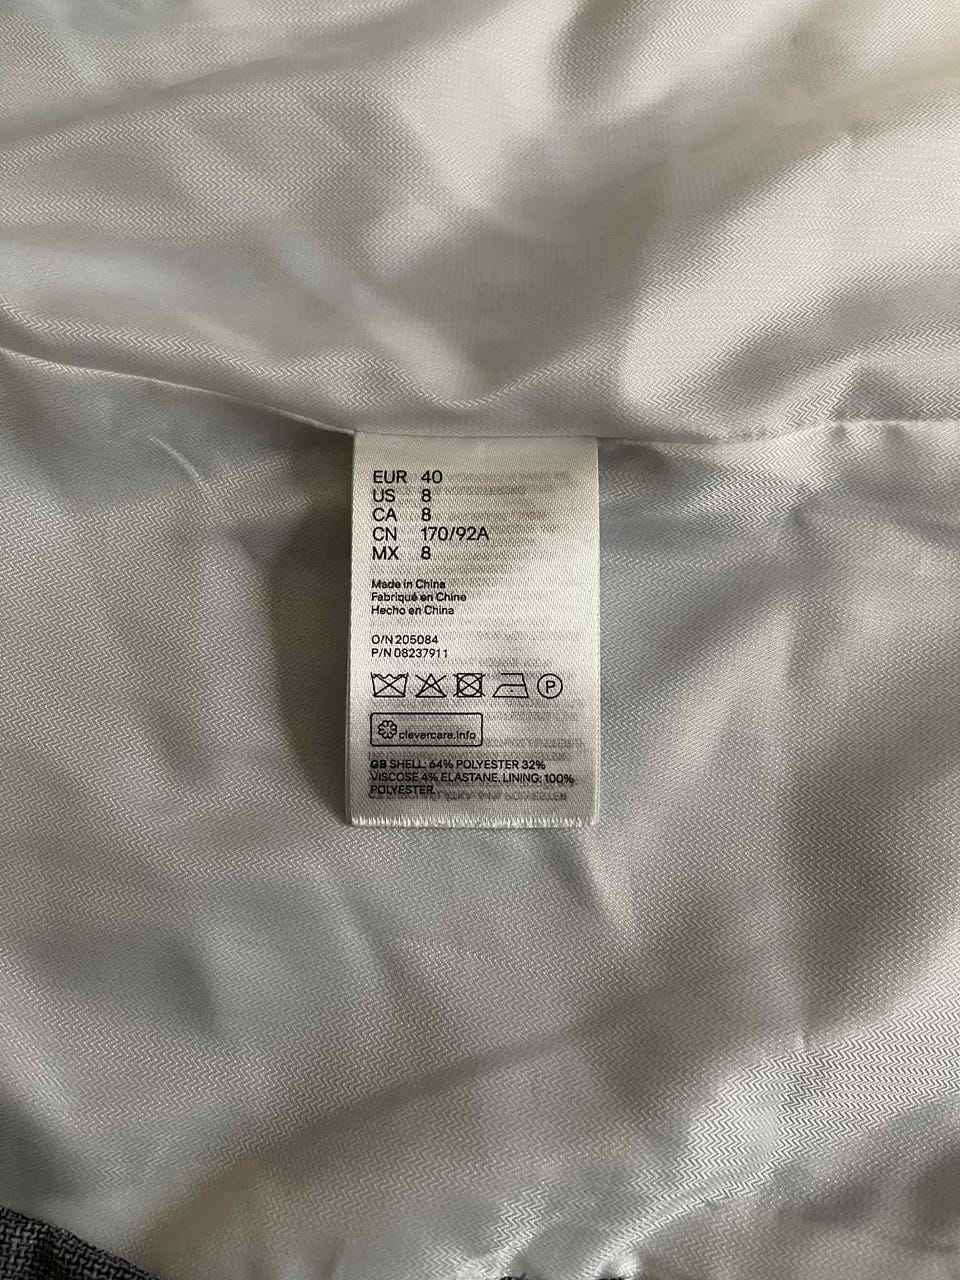 EUR 40
US 8
CA 8
CN 170/92A
MX 8
Made in China
Fabriqué en Chine
Hecho en China
O/N 205084
P/N 08237911
P
clevercare.info
GB SHELL: 64% POLYESTER 32%
VISCOSE 4% ELASTANE. LINING: 100%
POLYESTER.